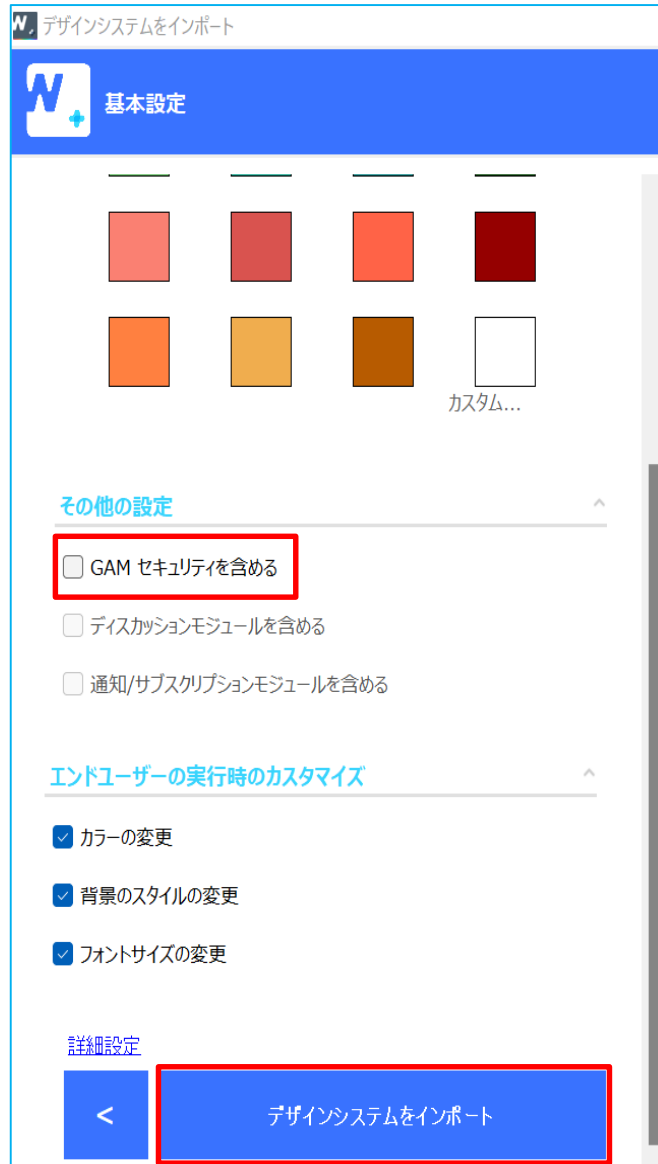 デザインシステムをインポート
基本設定
カスタム...
その他の設定
GAM セキュリティを含める
ディスカッションモジュールを含める
通知/サブスクリプションモジュールを含める
エンドユーザーの実行時のカスタマイズ
カラーの変更
背景のスタイルの変更
フォントサイズの変更
詳細設定
< デザインシステムをインポート